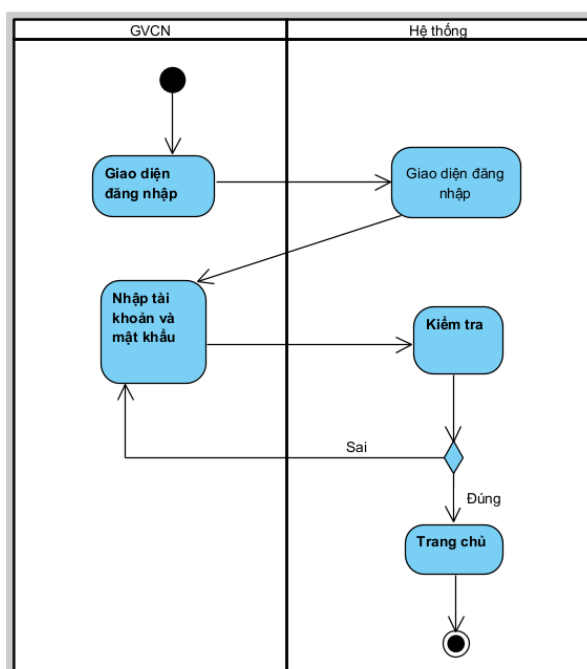 GVCN
Hệ thống
Giao diện
đăng nhập
Giao diện đăng
nhập
Nhập tài
khoản và
mật khẩu
Kiểm tra
Sai
Đúng
Trang chủ